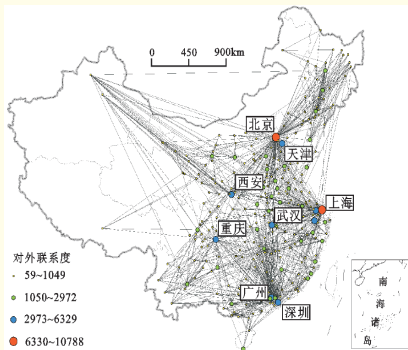 0 450 900km
北京
天津
西安
上海
武汉
重庆
对外联系度
59~1049
1050~2972
2973~6329
6330~10788
广州
深圳
南
海
诸
岛